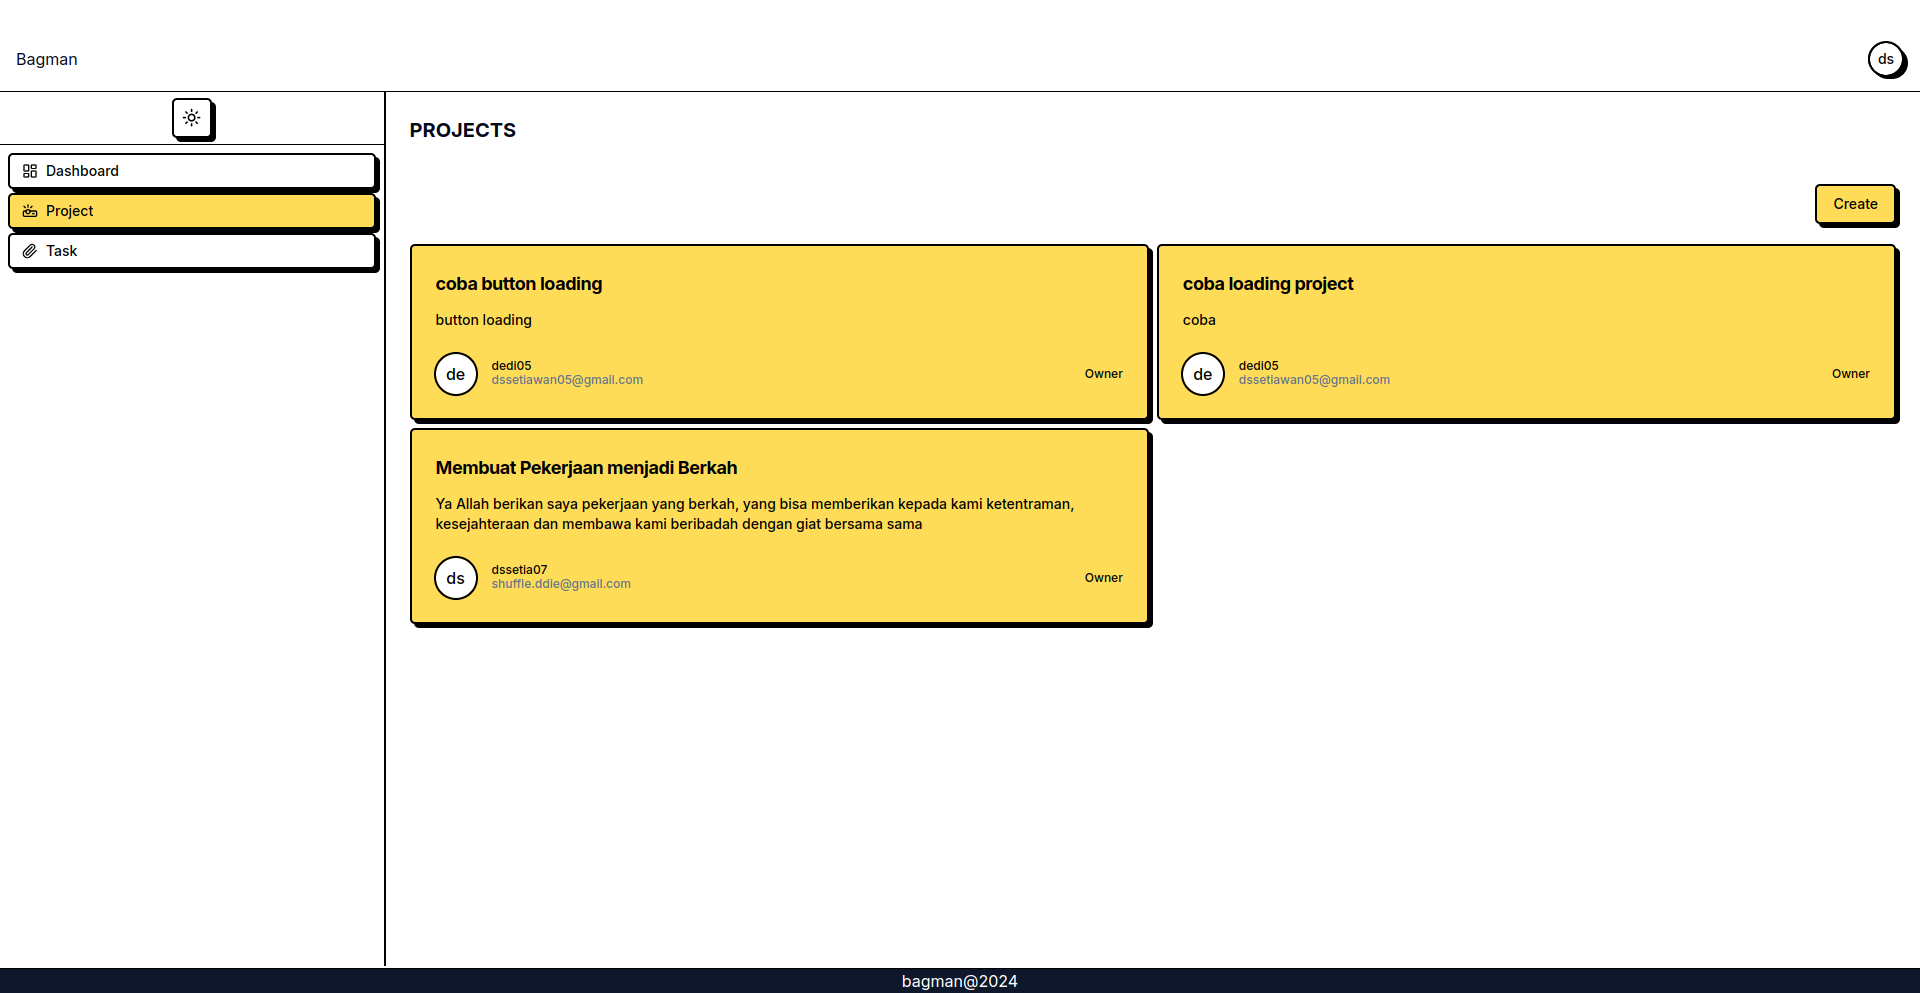 Bagman
ds
Dashboard
Project
Task
PROJECTS
Create
coba button loading
button loading
de
dedi05
dssetiawan05@gmail.com
Owner
coba loading project
coba
de
dedi05
dssetiawan05@gmail.com
Owner
Membuat Pekerjaan menjadi Berkah
Ya Allah berikan saya pekerjaan yang berkah, yang bisa memberikan kepada kami ketentraman,
kesejahteraan dan membawa kami beribadah dengan giat bersama sama
ds
dssetia07
shuffle.ddie@gmail.com
Owner
bagman@2024